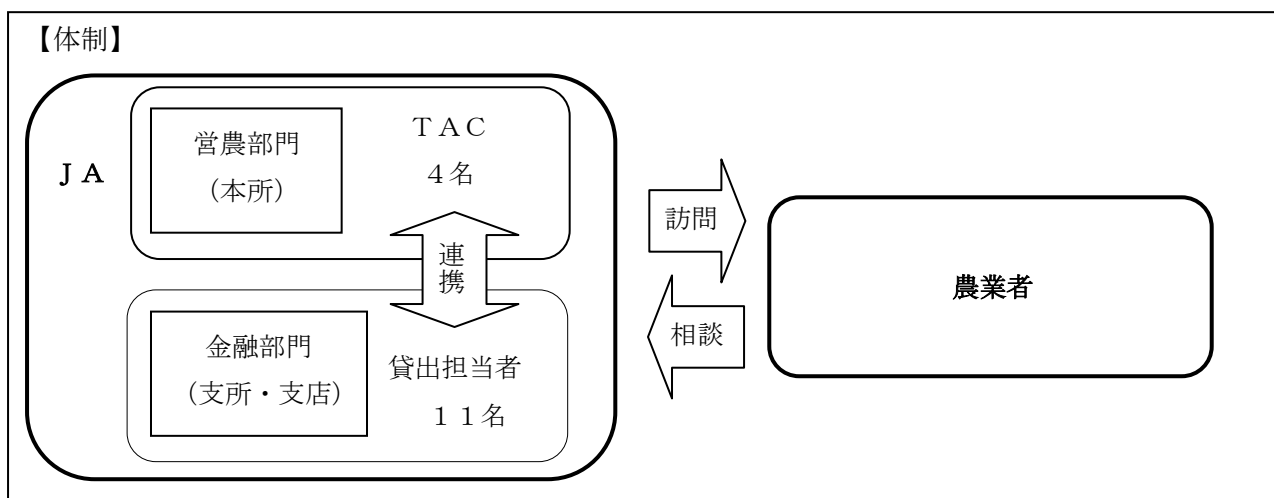 【体制】
ＪＡ
営農部門
（本所）
ＴＡＣ
４名
連携
金融部門
（支所・支店）
貸出担当者
１１名
訪問
相談
農業者